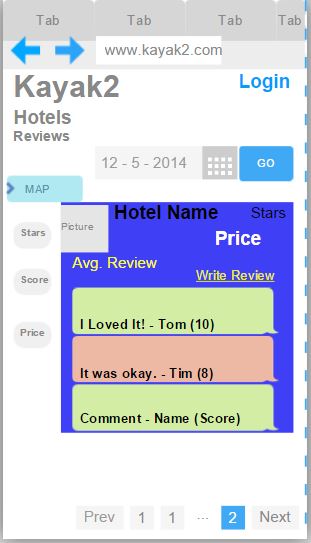 Tab Tab Tab Tab
www.kayak2.com
Kayak2
Login
Hotels
Reviews
12 - 5 - 2014
GO
MAP
Picture
Hotel Name
Stars
Price
Avg. Review
Write Review
Stars
Score
Price
I Loved It! - Tom (10)
It was okay. - Tim (8)
Comment - Name (Score)
Prev 1 1 ... 2 Next